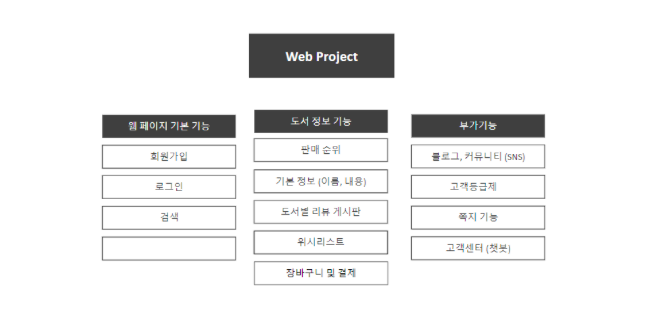 Web Project
웹 페이지 기본 기능
회원가입
로그인
검색
도서 정보 기능
판매 순위
기본 정보 (이름, 내용)
도서별 리뷰 게시판
위시리스트
장바구니 및 결제
부가기능
블로그, 커뮤니티 (SNS)
고객등급제
쪽지 기능
고객센터 (챗봇)